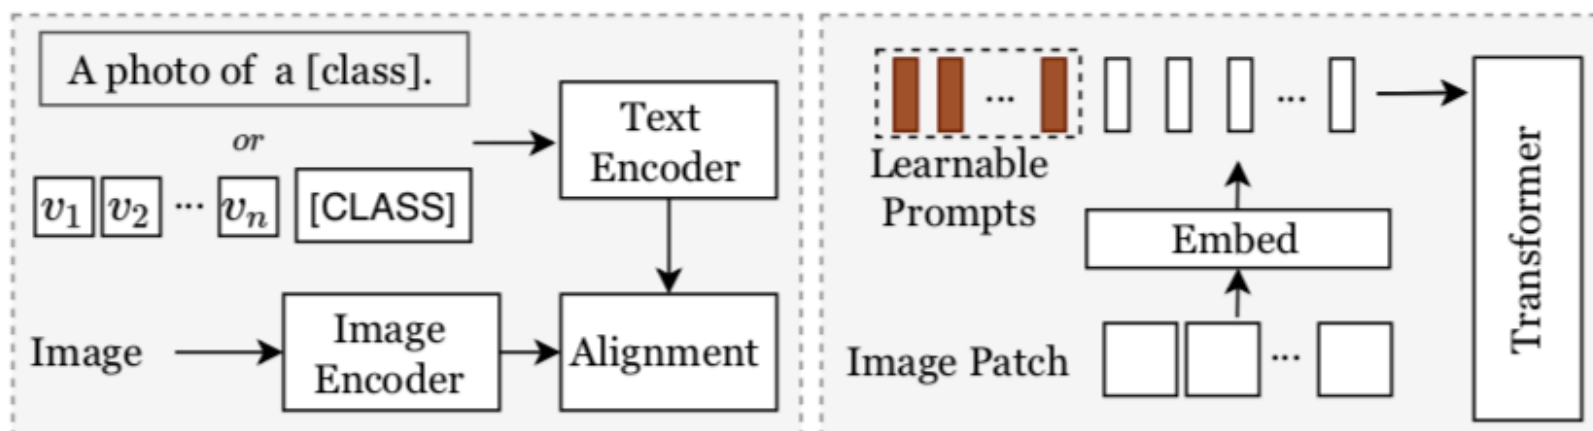 A photo of a [class].
or
v1 v2 ... vn [CLASS]
Text
Encoder
Image
Image
Encoder
Alignment
...
Learnable
Prompts
...
Embed
Image Patch
...
Transformer